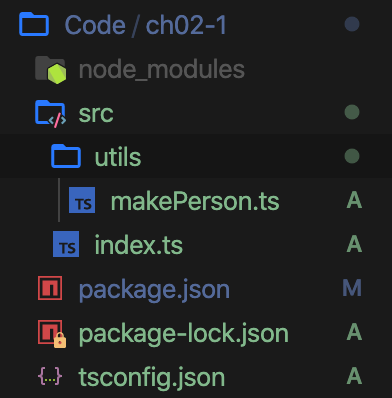 Code / ch02-1
node_modules
src
utils
TS makePerson.ts A
TS index.ts A
package.json M
package-lock.json A
{..} tsconfig.json A